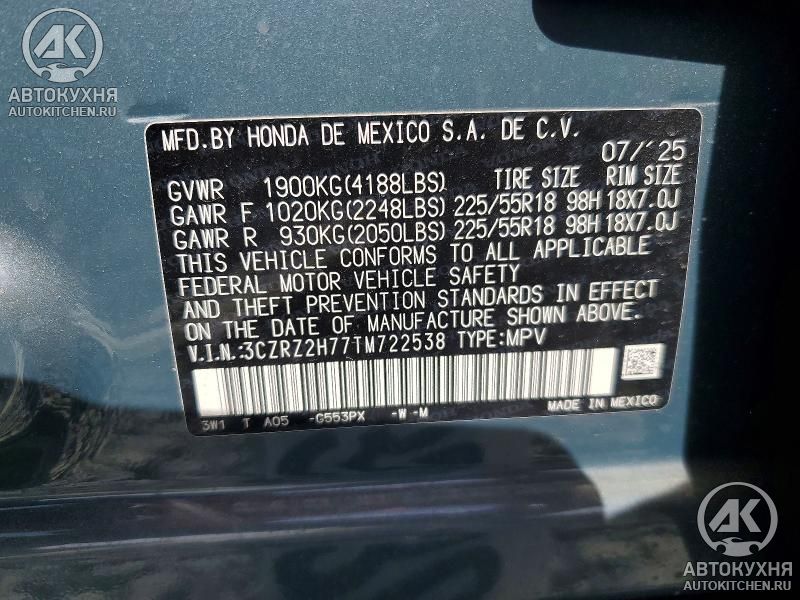 AK
АВТОКУХНЯ
AUTOKITCHEN.RU
MFD.BY HONDA DE MEXICO S.A. DE C.V.
07/'25
GVWR 1900KG(4188LBS) TIRE SIZE RIM SIZE
GAWR F 1020KG(2248LBS) 225/55R18 98H 18X7.0J
GAWR R 930KG(2050LBS) 225/55R18 98H 18X7.0J
THIS VEHICLE CONFORMS TO ALL APPLICABLE
FEDERAL MOTOR VEHICLE SAFETY
AND THEFT PREVENTION STANDARDS IN EFFECT
ON THE DATE OF MANUFACTURE SHOWN ABOVE.
V.I.N.:3CZRZ2H77TM722538 TYPE:MPV
3W1 T A05 -G553PX -W-M MADE IN MEXICO
AK
АВТОКУХНЯ
AUTOKITCHEN.RU